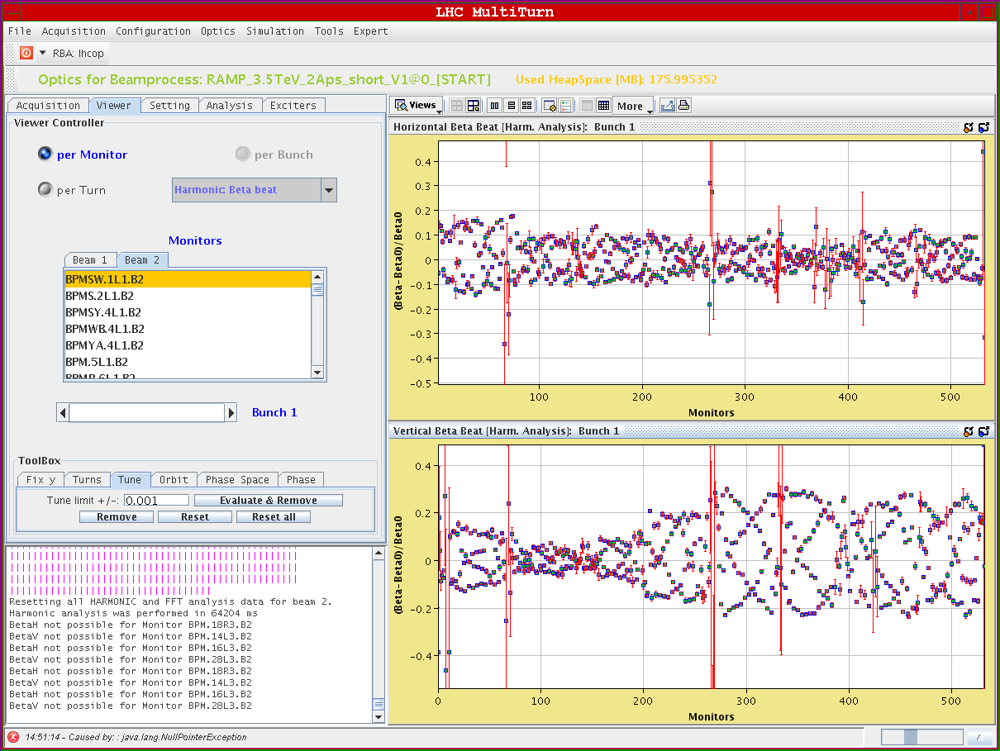 LHC MultiTurn
File Acquisition Configuration Optics Simulation Tools Expert
RBA: lhcop
Optics for Beamprocess: RAMP_3.5TeV_2Aps_short_V1@0_[START] Used HeapSpace [MB]: 175.995352
Acquisition Viewer Setting Analysis Exciters
Viewer Controller
per Monitor per Bunch
per Turn Harmonic: Beta beat
Monitors
Beam 1 Beam 2
BPMSW.1L1.B2
BPMS.2L1.B2
BPMSY.4L1.B2
BPMWB.4L1.B2
BPMYA.4L1.B2
BPM.5L1.B2
BPMR.6L1.B2
Bunch 1
ToolBox
Fix y Turns Tune Orbit Phase Space Phase
Tune limit +/-: 0.001 Evaluate & Remove
Remove Reset Reset all
Resetting all HARMONIC and FFT analysis data for beam 2.
Harmonic analysis was performed in 64204 ms
BetaH not possible for Monitor BPM.18R3.B2
BetaV not possible for Monitor BPM.14L3.B2
BetaH not possible for Monitor BPM.16L3.B2
BetaV not possible for Monitor BPM.28L3.B2
BetaH not possible for Monitor BPM.18R3.B2
BetaV not possible for Monitor BPM.14L3.B2
BetaH not possible for Monitor BPM.16L3.B2
BetaV not possible for Monitor BPM.28L3.B2
14:51:14 - Caused by: : java.lang.NullPointerException
Views More
Horizontal Beta Beat [Harm. Analysis]: Bunch 1
(Beta-Beta0)/Beta0
0.4
0.3
0.2
0.1
0
-0.1
-0.2
-0.3
-0.4
-0.5
100 200 300 400 500
Monitors
Vertical Beta Beat [Harm. Analysis]: Bunch 1
(Beta-Beta0)/Beta0
0.4
0.2
0
-0.2
-0.4
0 100 200 300 400 500
Monitors